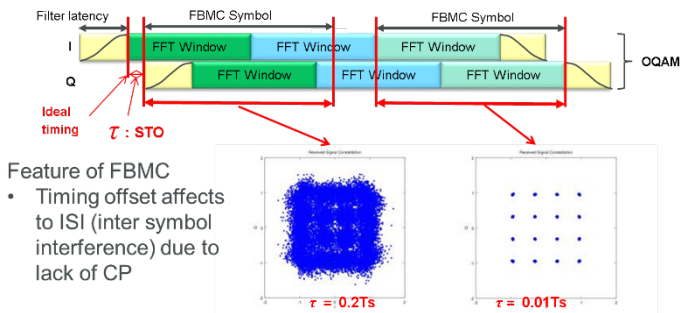 Filter latency
FBMC Symbol
FBMC Symbol
I
FFT Window
FFT Window
FFT Window
OQAM
Q
FFT Window
FFT Window
FFT Window
Ideal
timing
τ : STO
Feature of FBMC
• Timing offset affects
to ISI (inter symbol
interference) due to
lack of CP
Received Signal Constellation
Received Signal Constellation
τ = 0.2Ts
τ = 0.01Ts